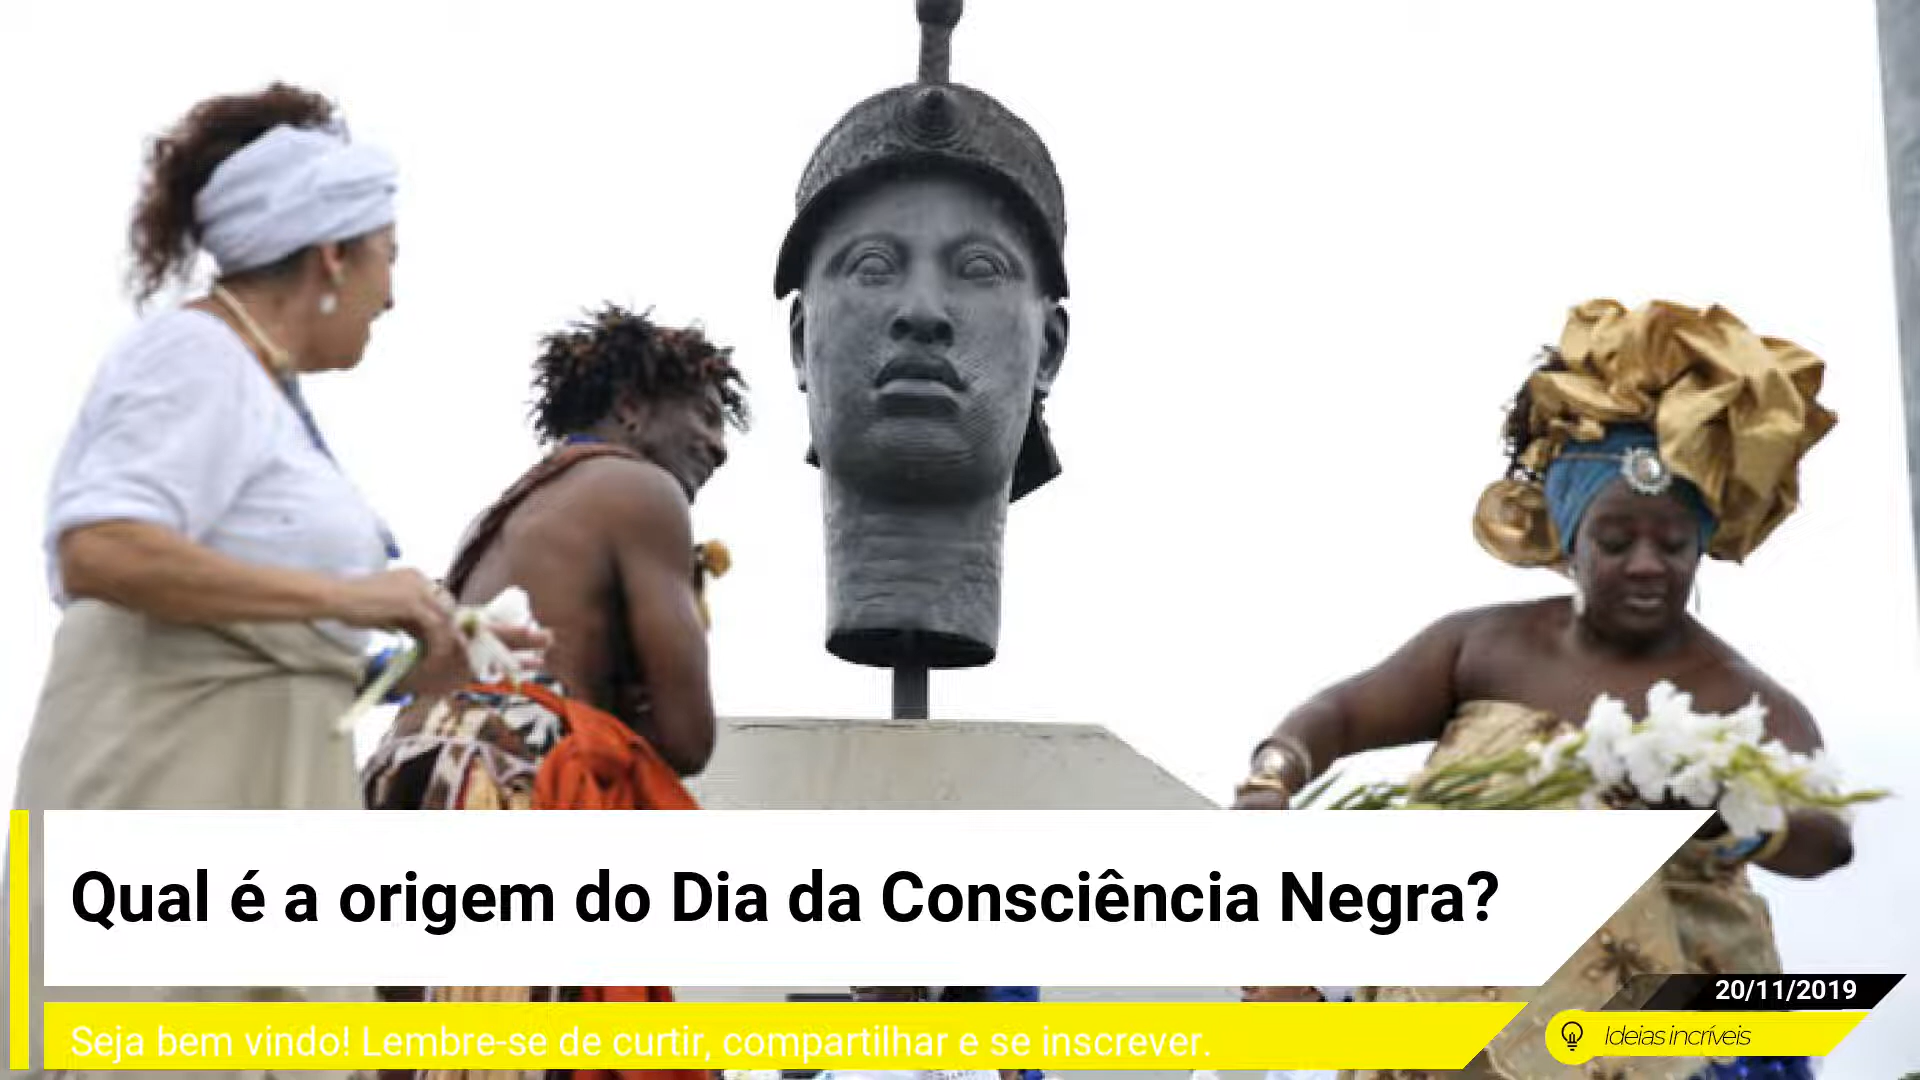 Qual é a origem do Dia da Consciência Negra?
20/11/2019
Seja bem vindo! Lembre-se de curtir, compartilhar e se inscrever.
Ideias incríveis